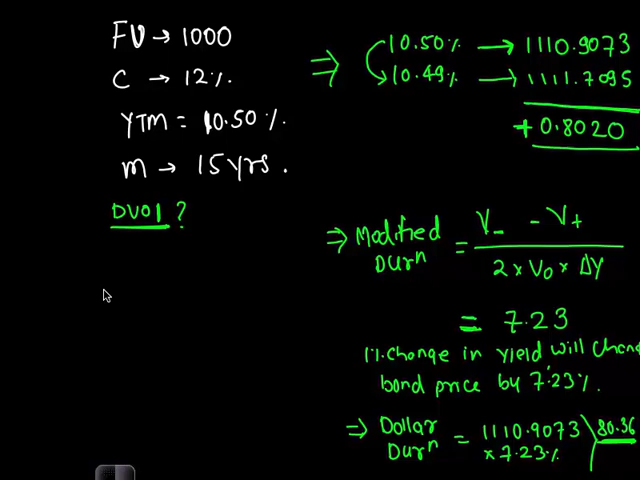 FV → 1000
C → 12%.
YTM = 10.50 %.
m → 15 yrs.
DV01 ?
⇒ 10.50% → 1110.9073
10.49% → 1111.7095
+0.8020
⇒ Modified Durⁿ = V₋ - V₊ / 2 × V₀ × ΔY
= 7.23
1% change in yield will chan
bond price by 7.23%.
⇒ Dollar Durⁿ = 1110.9073 × 7.23% 80.36